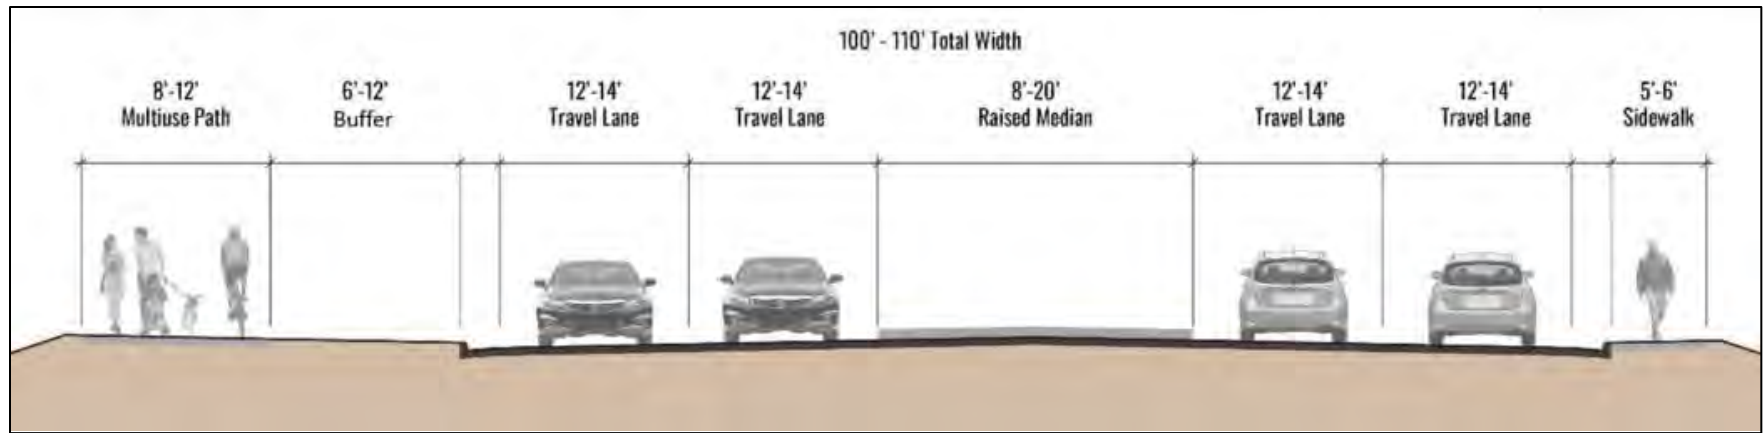 100' - 110' Total Width
8'-12'
Multiuse Path
6'-12'
Buffer
12'-14'
Travel Lane
12'-14'
Travel Lane
8'-20'
Raised Median
12'-14'
Travel Lane
12'-14'
Travel Lane
5'-6'
Sidewalk